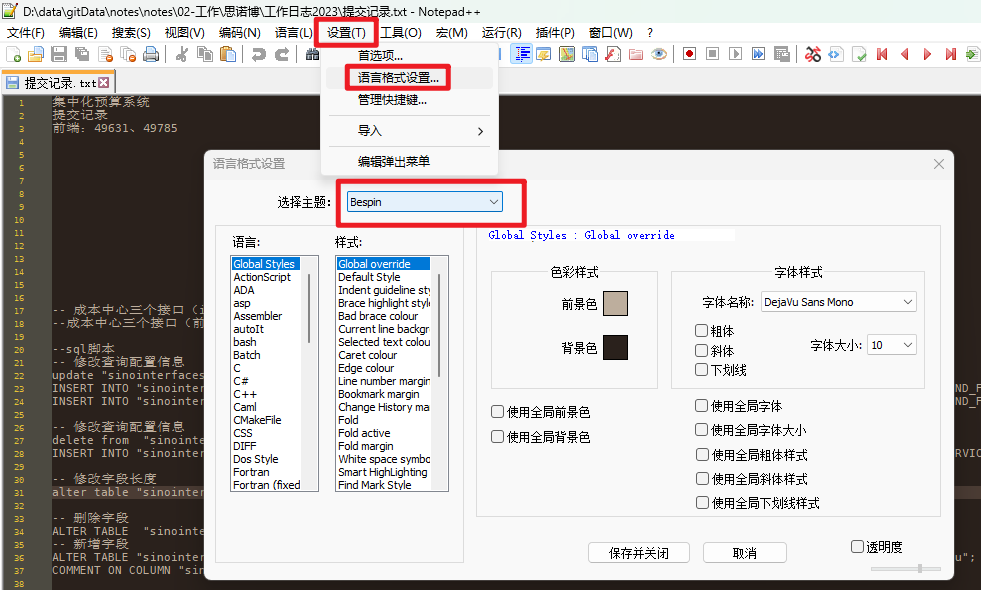 D:\data\gitData\notes\notes\02-工作\思诺博\工作日志2023\提交记录.txt - Notepad++
文件(F) 编辑(E) 搜索(S) 视图(V) 编码(N) 语言(L) 设置(T) 工具(O) 宏(M) 运行(R) 插件(P) 窗口(W) ?
首选项...
语言格式设置...
管理快捷键...
导入
编辑弹出菜单
提交记录.txt
1 集中化预算系统
2 提交记录
3 前端：49631、49785
4
5
6
7
8
9
10
11
12
13
14
15
16
17 -- 成本中心三个接口（
18 --成本中心三个接口（前
19
20 --sql脚本
21 -- 修改查询配置信息
22 update "sinointerfaces
23 INSERT INTO "sinointer ND_F
24 INSERT INTO "sinointer ND_F
25
26 -- 修改查询配置信息
27 delete from "sinointer
28 INSERT INTO "sinointer RVIC
29
30 -- 修改字段长度
31 alter table "sinointer
32
33 -- 删除字段
34 ALTER TABLE "sinointer
35 -- 新增字段
36 ALTER TABLE "sinointer u";
37 COMMENT ON COLUMN "sin
38
语言格式设置
选择主题:
Bespin
语言:
Global Styles
ActionScript
ADA
asp
Assembler
autoIt
bash
Batch
C
C#
C++
Caml
CMakeFile
CSS
DIFF
Dos Style
Fortran
Fortran (fixed
样式:
Global override
Default Style
Indent guideline sty
Brace highlight style
Bad brace colour
Current line backgr
Selected text colou
Caret colour
Edge colour
Line number margin
Bookmark margin
Change History ma
Fold
Fold active
Fold margin
White space symbo
Smart HighLighting
Find Mark Style
Global Styles : Global override
色彩样式
前景色
背景色
字体样式
字体名称: DejaVu Sans Mono
粗体
斜体
下划线
字体大小: 10
使用全局前景色
使用全局背景色
使用全局字体
使用全局字体大小
使用全局粗体样式
使用全局斜体样式
使用全局下划线样式
保存并关闭
取消
透明度